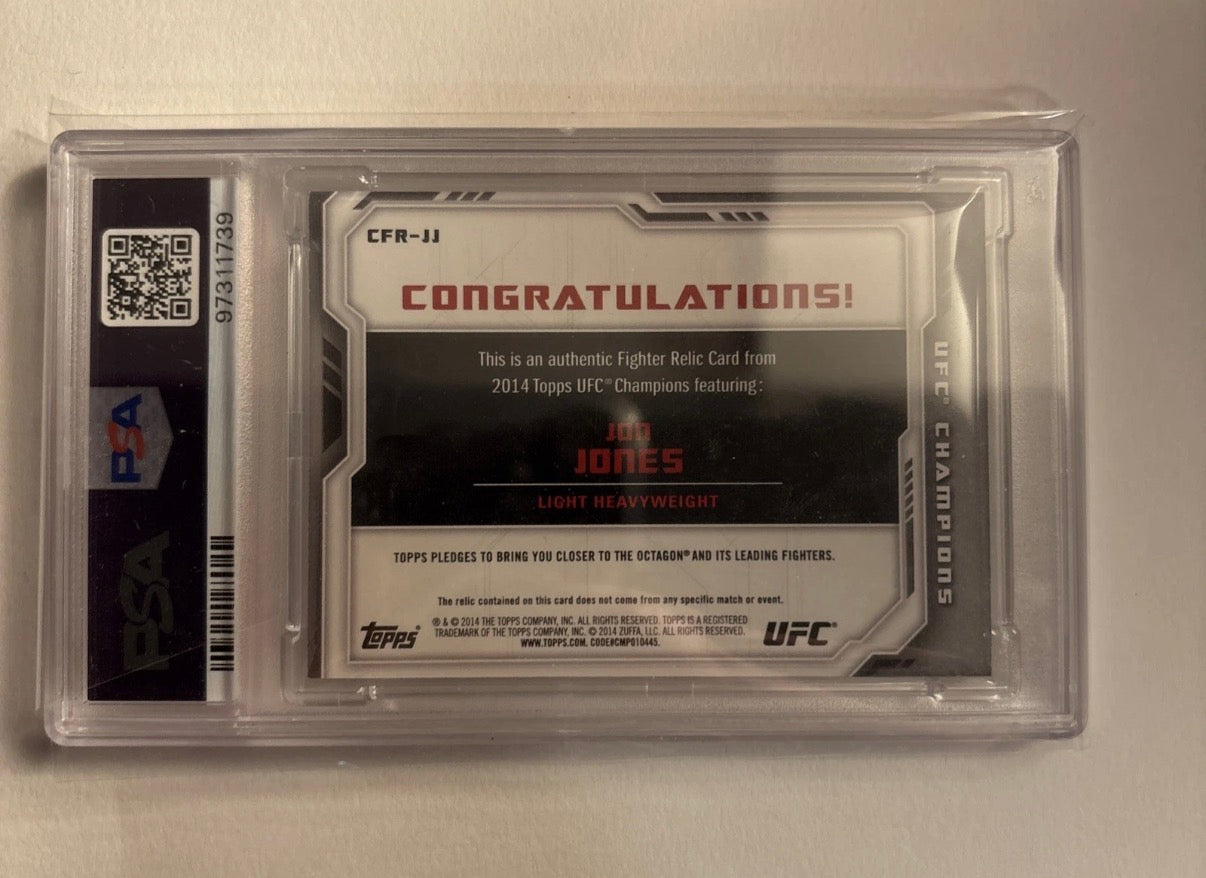 97311739
PSA
PSA
CFR-JJ
CONGRATULATIONS!
This is an authentic Fighter Relic Card from
2014 Topps UFC® Champions featuring:
JON
JONES
LIGHT HEAVYWEIGHT
TOPPS PLEDGES TO BRING YOU CLOSER TO THE OCTAGON® AND ITS LEADING FIGHTERS.
The relic contained on this card does not come from any specific match or event.
topps®
® & © 2014 THE TOPPS COMPANY, INC. ALL RIGHTS RESERVED. TOPPS IS A REGISTERED
TRADEMARK OF THE TOPPS COMPANY, INC. © 2014 ZUFFA, LLC. ALL RIGHTS RESERVED.
WWW.TOPPS.COM. CODE#CMP010445.
UFC®
UFC® CHAMPIONS